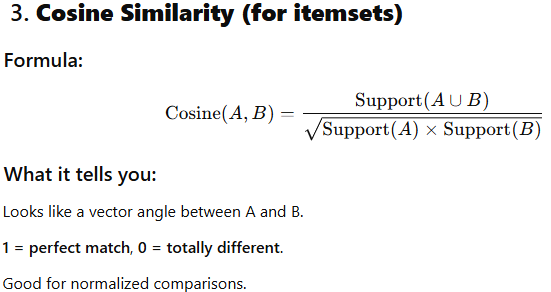 3. Cosine Similarity (for itemsets)
Formula:
Cosine(A, B) = Support(A ∪ B) / √Support(A) × Support(B)
What it tells you:
Looks like a vector angle between A and B.
1 = perfect match, 0 = totally different.
Good for normalized comparisons.